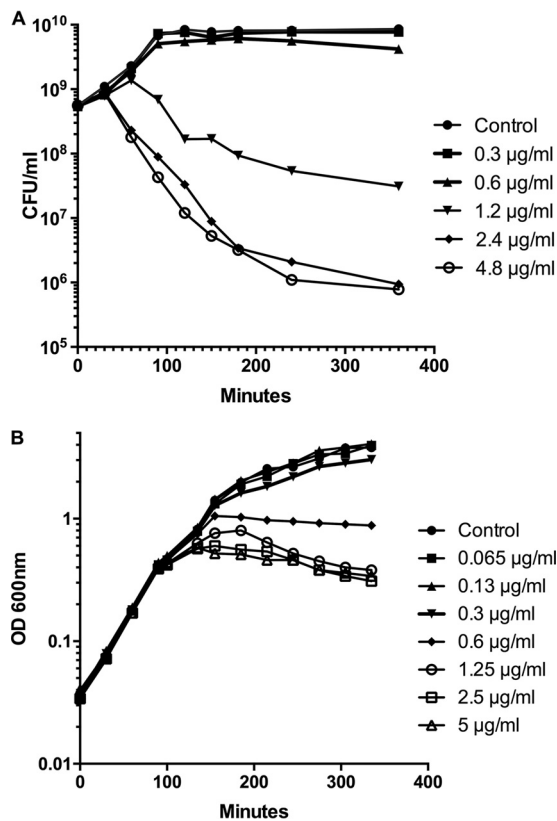 A
10¹⁰
10⁹
10⁸
10⁷
10⁶
10⁵
CFU/ml
0 100 200 300 400
Minutes
Control
0.3 µg/ml
0.6 µg/ml
1.2 µg/ml
2.4 µg/ml
4.8 µg/ml
B
1
0.1
0.01
OD 600nm
0 100 200 300 400
Minutes
Control
0.065 µg/ml
0.13 µg/ml
0.3 µg/ml
0.6 µg/ml
1.25 µg/ml
2.5 µg/ml
5 µg/ml